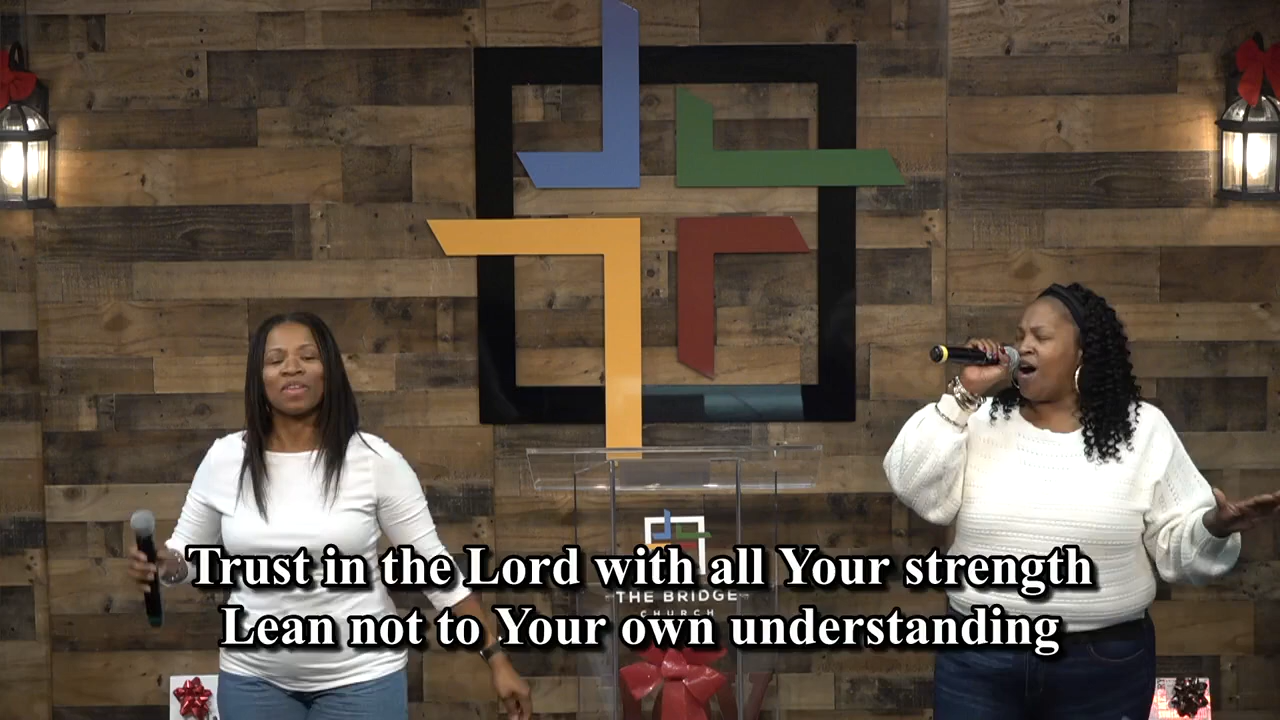 Trust in the Lord with all Your strength
Lean not to Your own understanding
THE BRIDGE
CHURCH